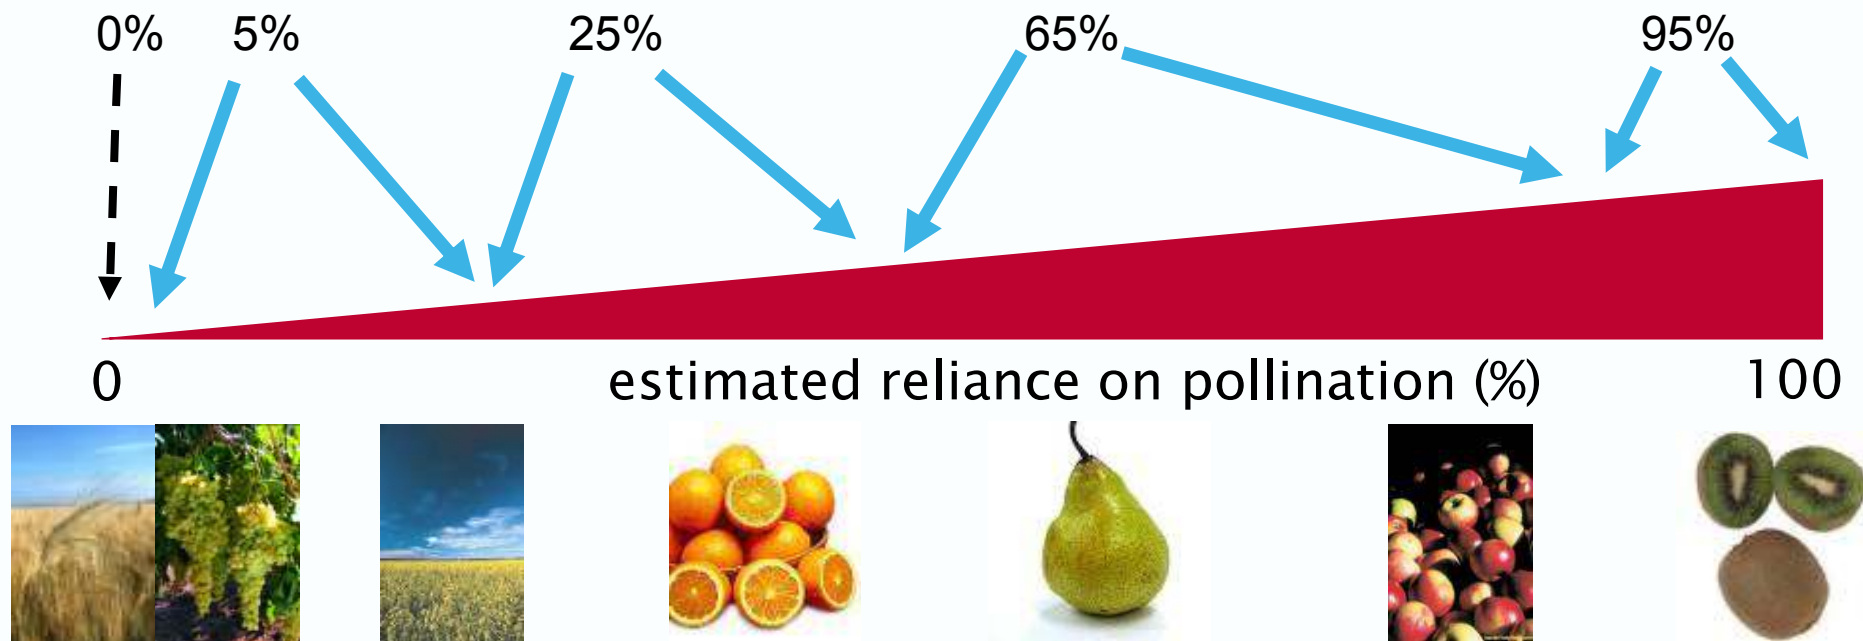 0% 5% 25% 65% 95%
0 estimated reliance on pollination (%) 100